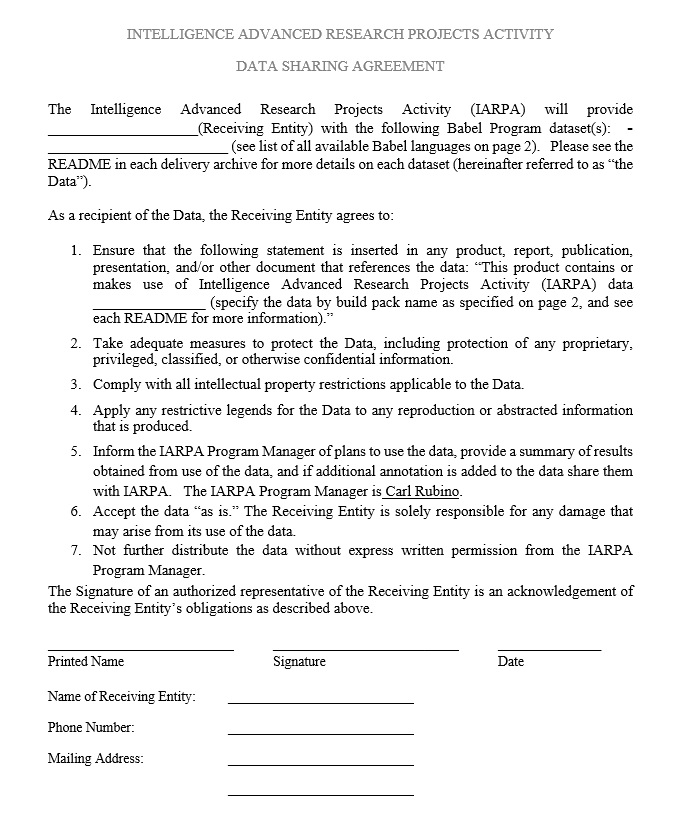 INTELLIGENCE ADVANCED RESEARCH PROJECTS ACTIVITY
DATA SHARING AGREEMENT
The Intelligence Advanced Research Projects Activity (IARPA) will provide
______________________(Receiving Entity) with the following Babel Program dataset(s): -
__________________________ (see list of all available Babel languages on page 2). Please see the
README in each delivery archive for more details on each dataset (hereinafter referred to as “the
Data”).
As a recipient of the Data, the Receiving Entity agrees to:
1. Ensure that the following statement is inserted in any product, report, publication,
presentation, and/or other document that references the data: “This product contains or
makes use of Intelligence Advanced Research Projects Activity (IARPA) data
________________ (specify the data by build pack name as specified on page 2, and see
each README for more information).”
2. Take adequate measures to protect the Data, including protection of any proprietary,
privileged, classified, or otherwise confidential information.
3. Comply with all intellectual property restrictions applicable to the Data.
4. Apply any restrictive legends for the Data to any reproduction or abstracted information
that is produced.
5. Inform the IARPA Program Manager of plans to use the data, provide a summary of results
obtained from use of the data, and if additional annotation is added to the data share them
with IARPA. The IARPA Program Manager is Carl Rubino.
6. Accept the data “as is.” The Receiving Entity is solely responsible for any damage that
may arise from its use of the data.
7. Not further distribute the data without express written permission from the IARPA
Program Manager.
The Signature of an authorized representative of the Receiving Entity is an acknowledgement of
the Receiving Entity’s obligations as described above.
Printed Name Signature Date
Name of Receiving Entity:
Phone Number:
Mailing Address: